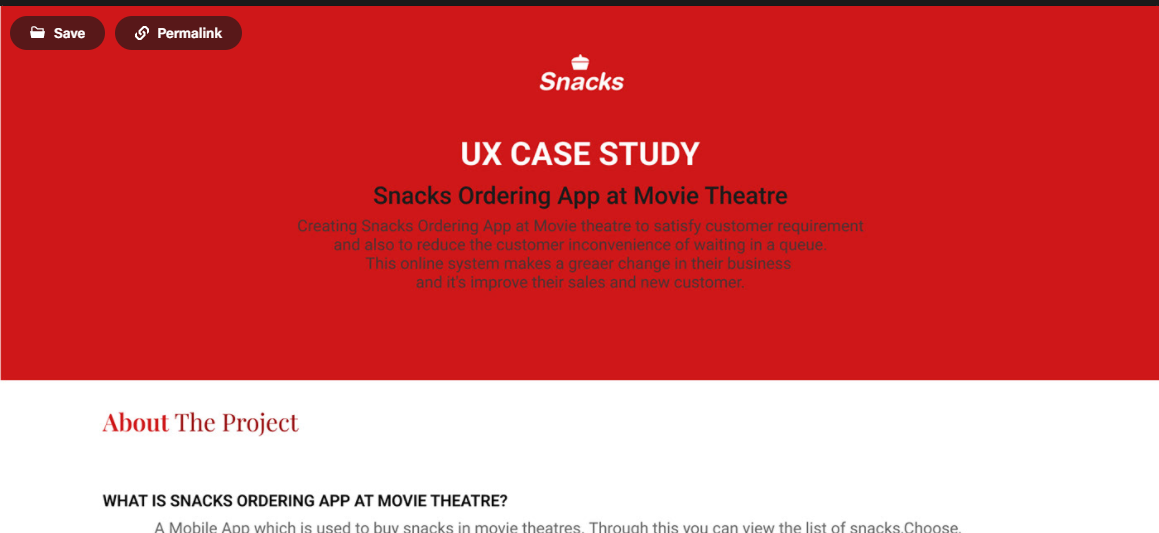 Save
Permalink
Snacks
UX CASE STUDY
Snacks Ordering App at Movie Theatre
Creating Snacks Ordering App at Movie theatre to satisfy customer requirement
and also to reduce the customer inconvenience of waiting in a queue.
This online system makes a greaer change in their business
and it's improve their sales and new customer.
About The Project
WHAT IS SNACKS ORDERING APP AT MOVIE THEATRE?
A Mobile App which is used to buy snacks in movie theatres. Through this you can view the list of snacks,Choose,